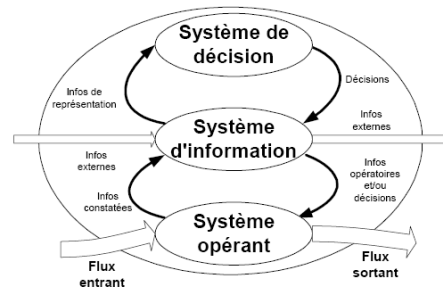 Système de
décision
Infos de
représentation
Décisions
Infos
externes
Système
d'information
Infos
externes
Infos
constatées
Infos
opératoires
et/ou
décisions
Système
opérant
Flux
entrant
Flux
sortant